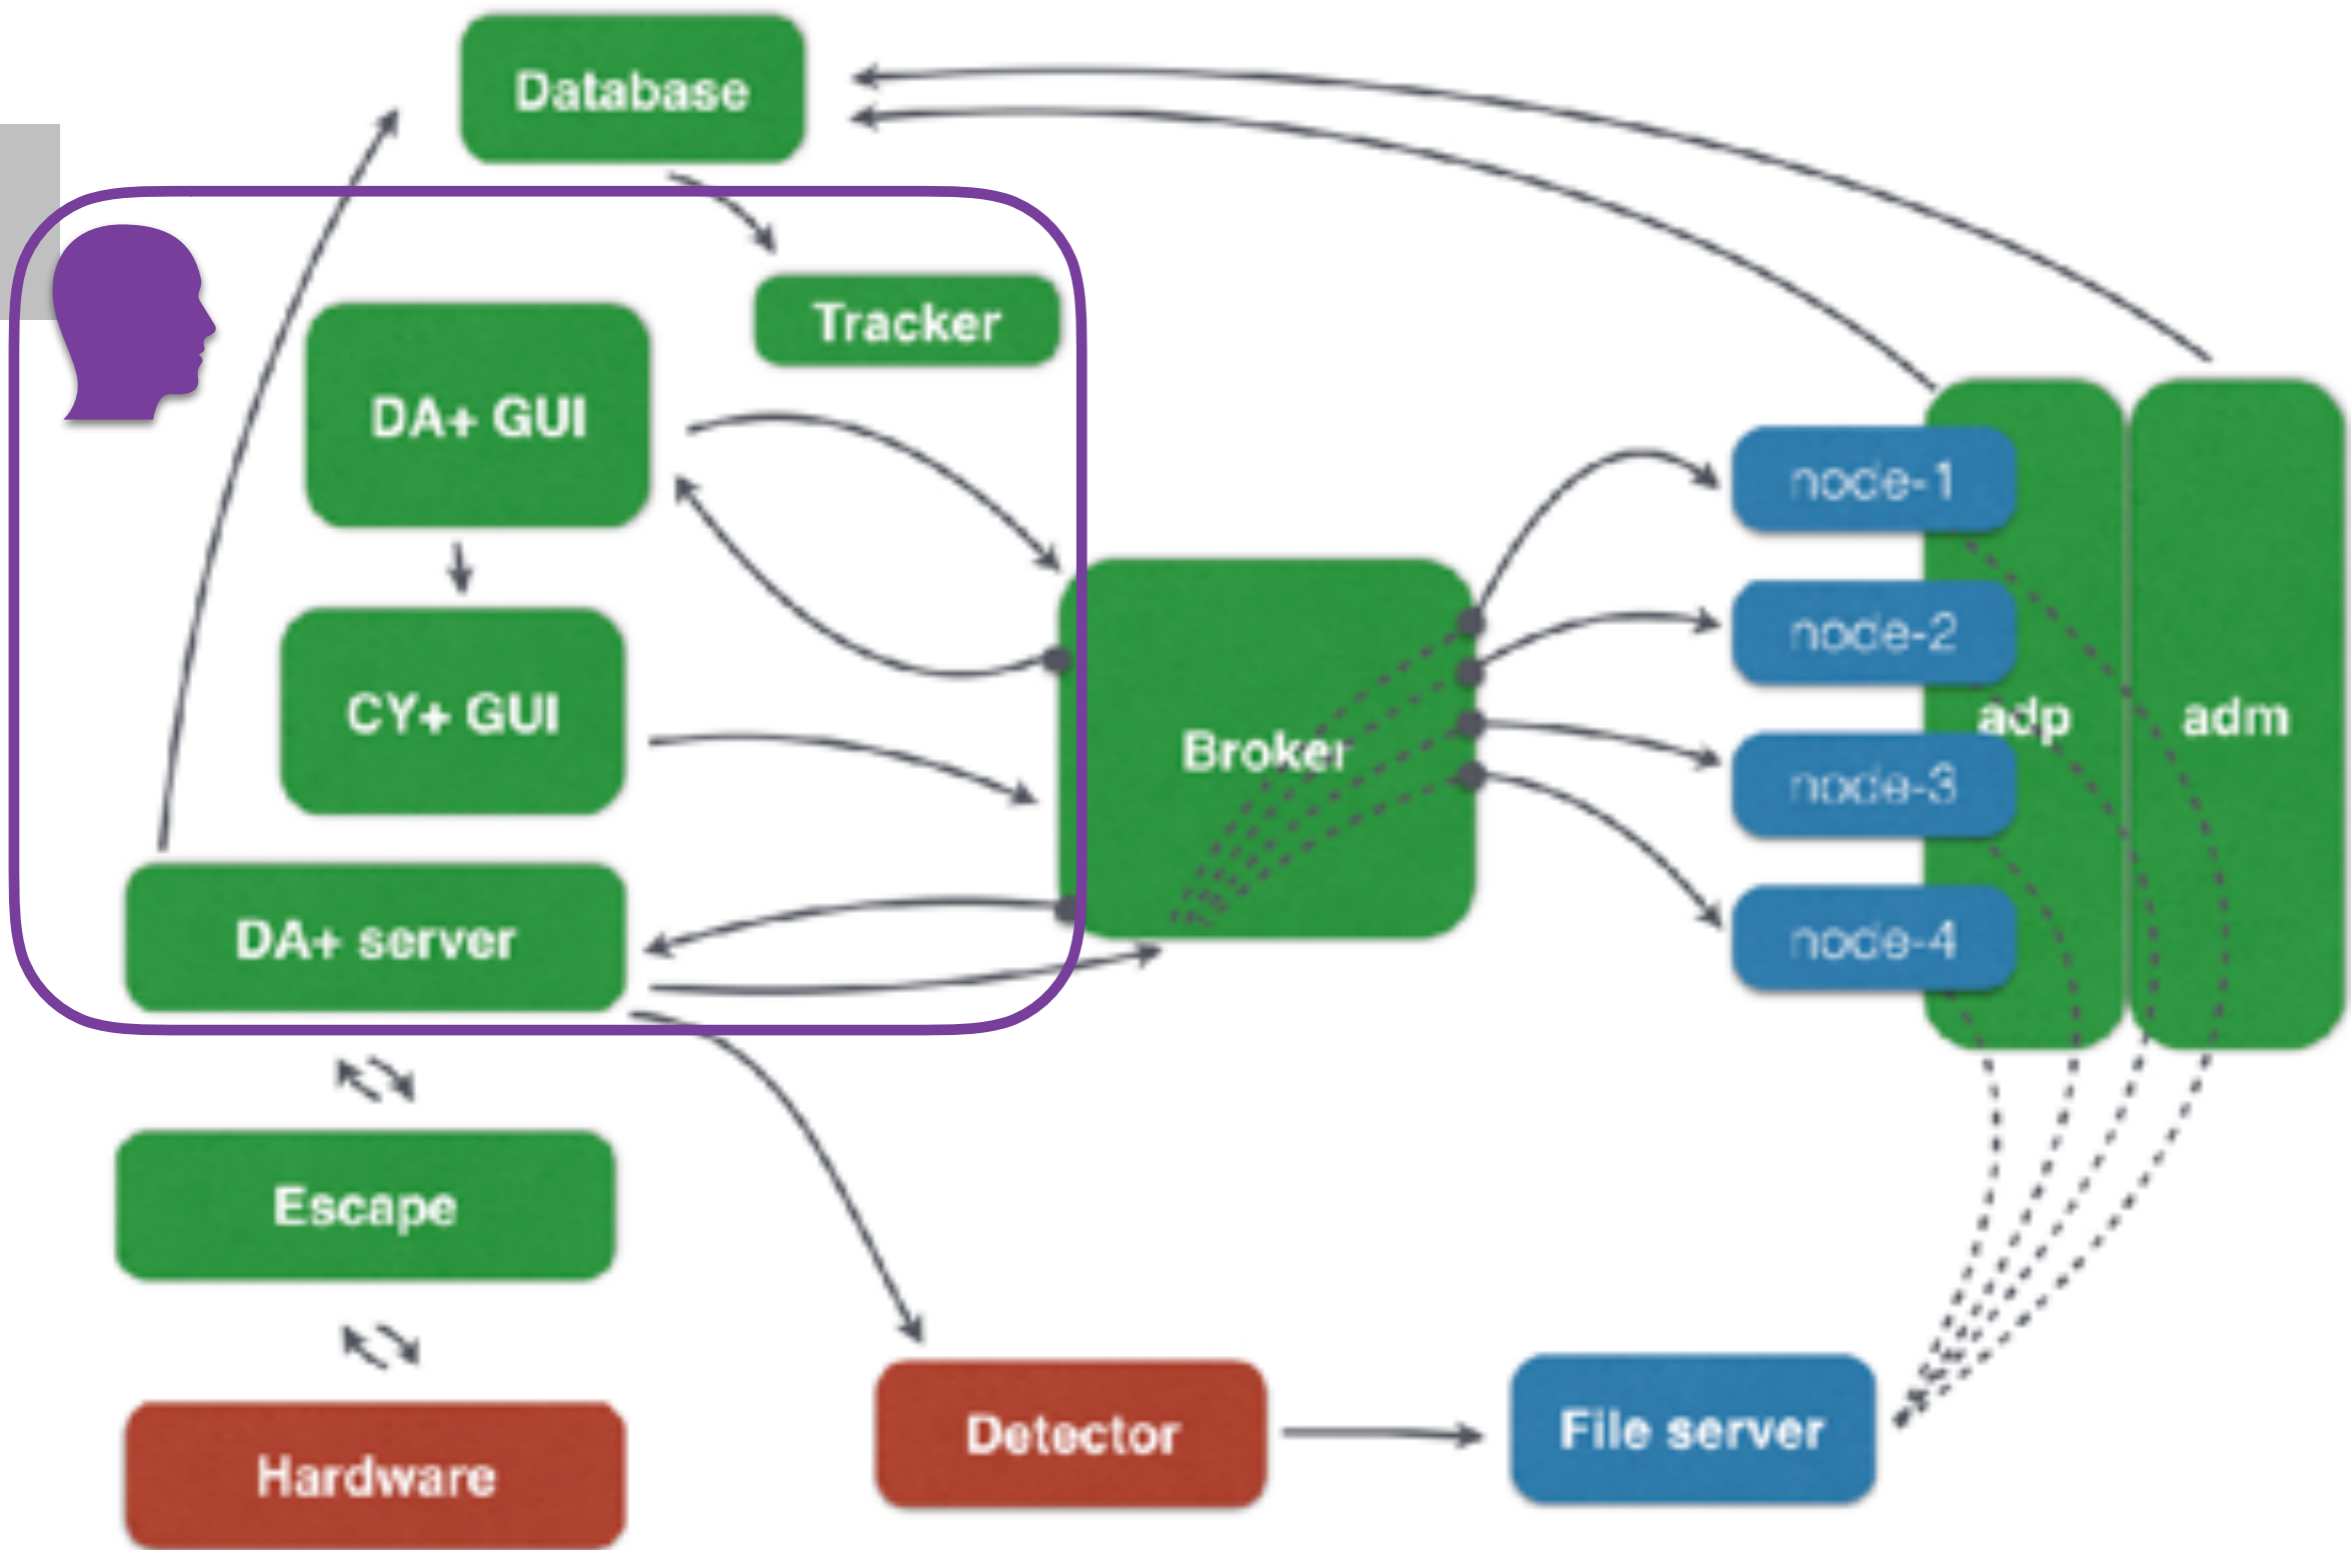 Database
Tracker
DA+ GUI
CY+ GUI
Broker
DA+ server
node-1
node-2
node-3
node-4
adp
adm
Escape
Hardware
Detector
File server